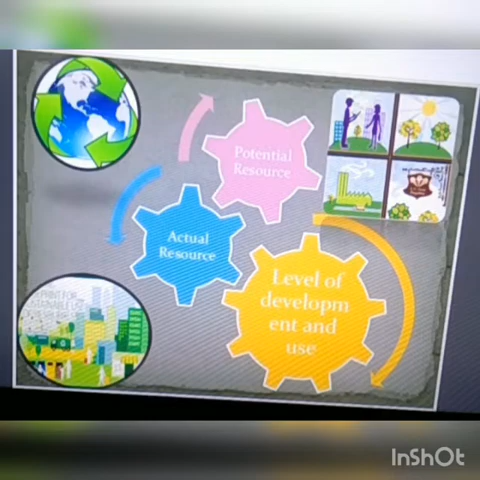 Potential
Resource
Actual
Resource
Level of
developm
ent and
use
InShOt